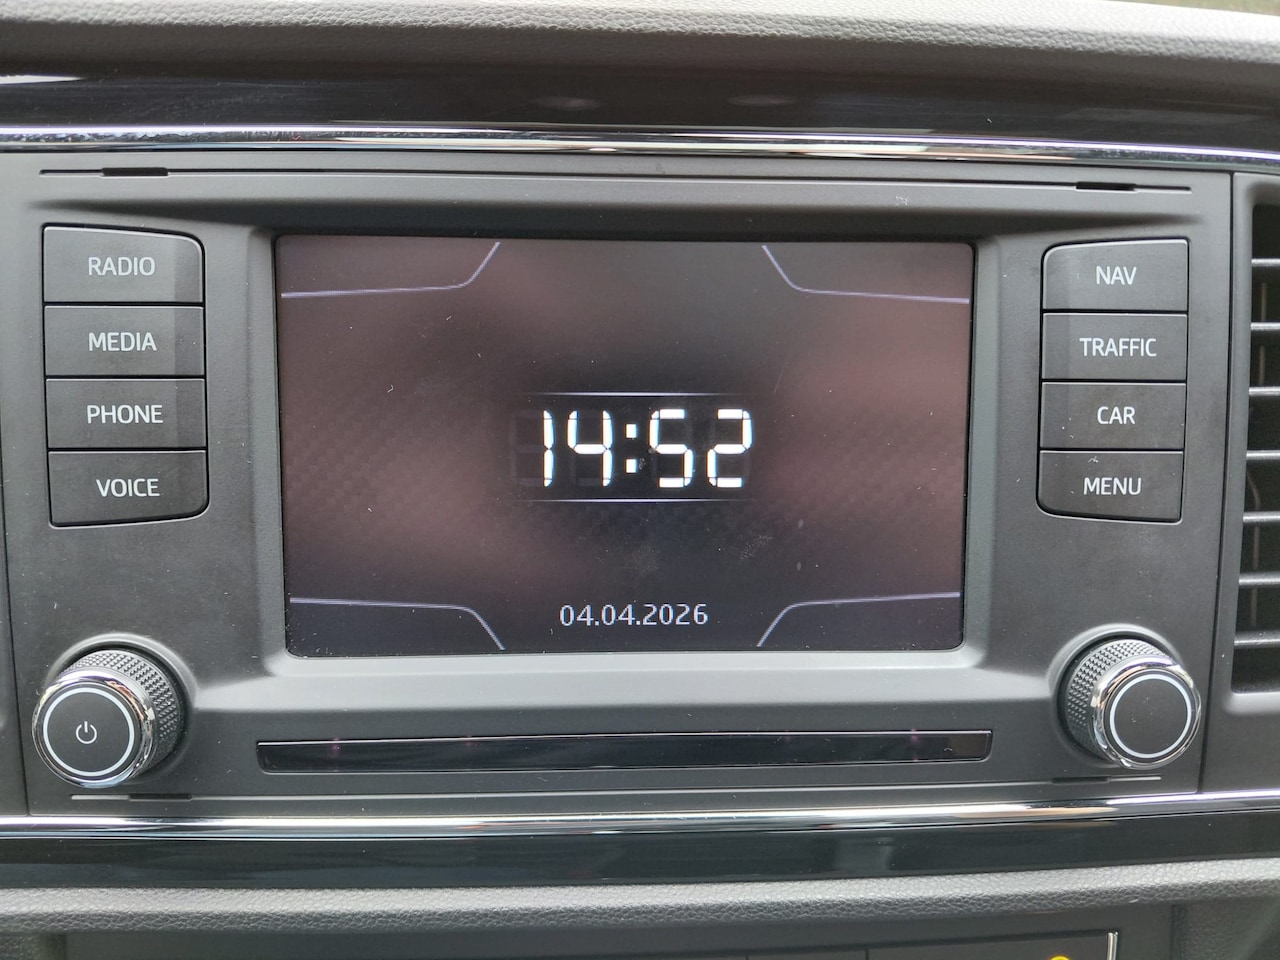 RADIO
MEDIA
PHONE
VOICE
14:52
04.04.2026
NAV
TRAFFIC
CAR
MENU